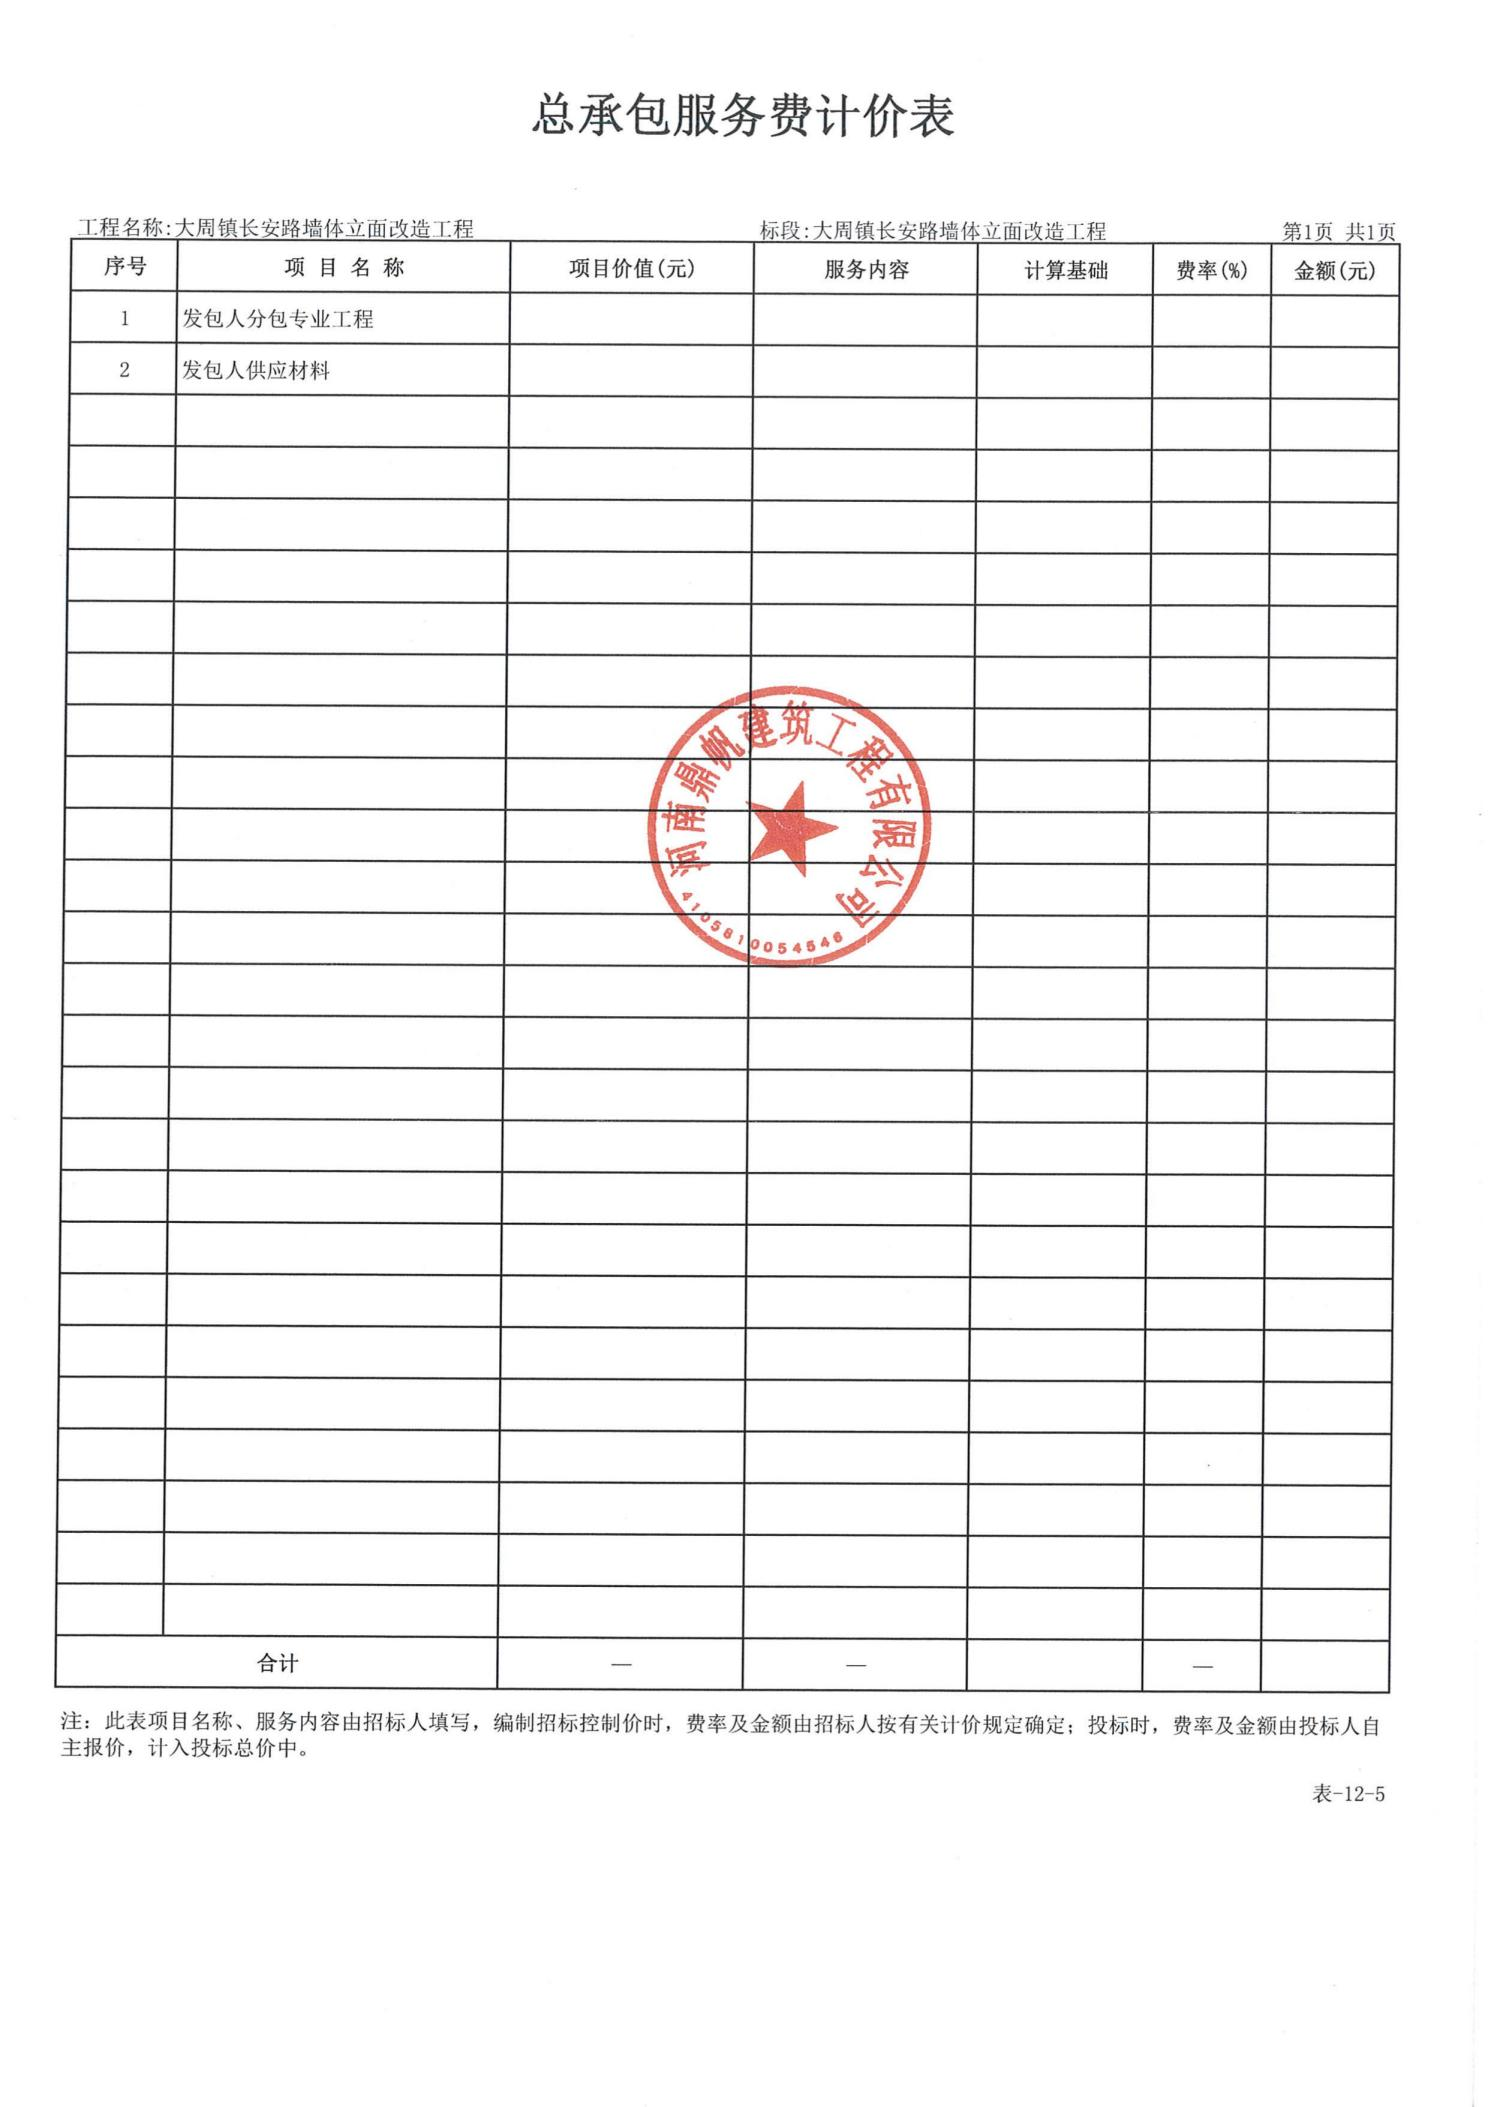 总承包服务费计价表
工程名称:大周镇长安路墙体立面改造工程 标段:大周镇长安路墙体立面改造工程 第1页 共1页
序号 项 目 名 称 项目价值(元) 服务内容 计算基础 费率(%) 金额(元)
1 发包人分包专业工程
2 发包人供应材料
河南鼎帆建筑工程有限公司
4105810054546
合计 — — —
注：此表项目名称、服务内容由招标人填写，编制招标控制价时，费率及金额由招标人按有关计价规定确定；投标时，费率及金额由投标人自
主报价，计入投标总价中。
表-12-5